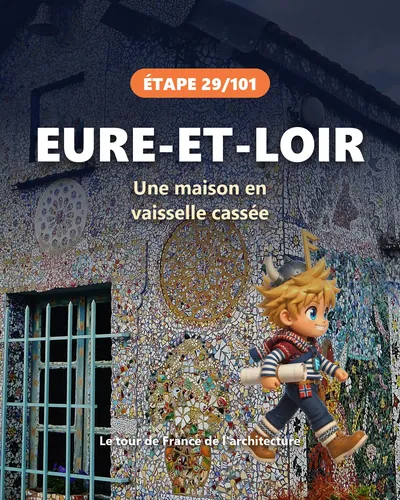 ÉTAPE 29/101
EURE-ET-LOIR
Une maison en
vaisselle cassée
Le tour de France de l'architecture